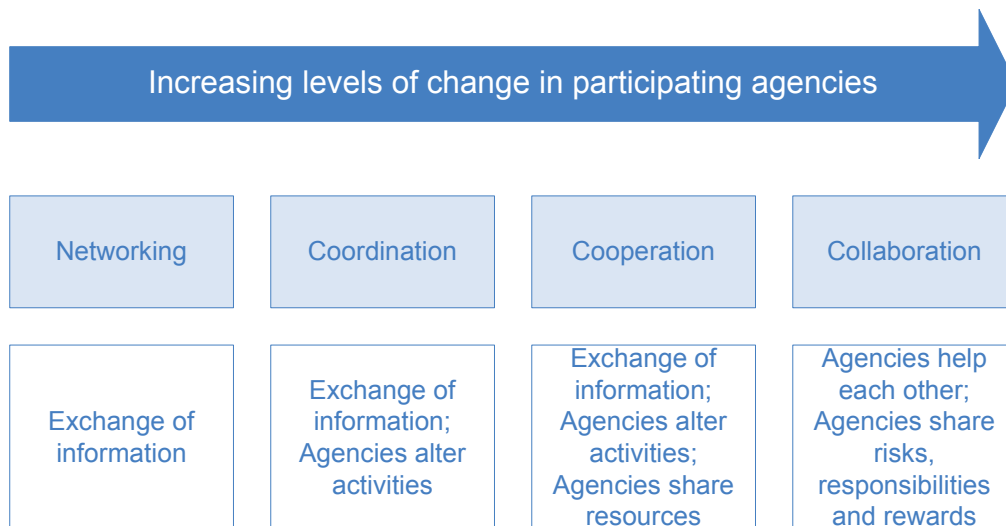 Increasing levels of change in participating agencies
Networking
Coordination
Cooperation
Collaboration
Exchange of
information
Exchange of
information;
Agencies alter
activities
Exchange of
information;
Agencies alter
activities;
Agencies share
resources
Agencies help
each other;
Agencies share
risks,
responsibilities
and rewards